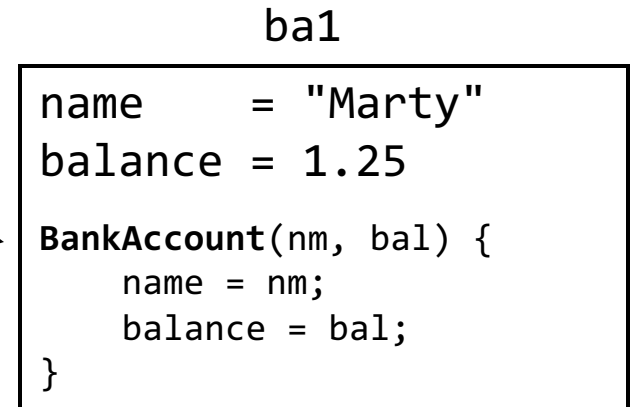 ba1
name    = "Marty"
balance = 1.25
BankAccount(nm, bal) {
    name = nm;
    balance = bal;
}